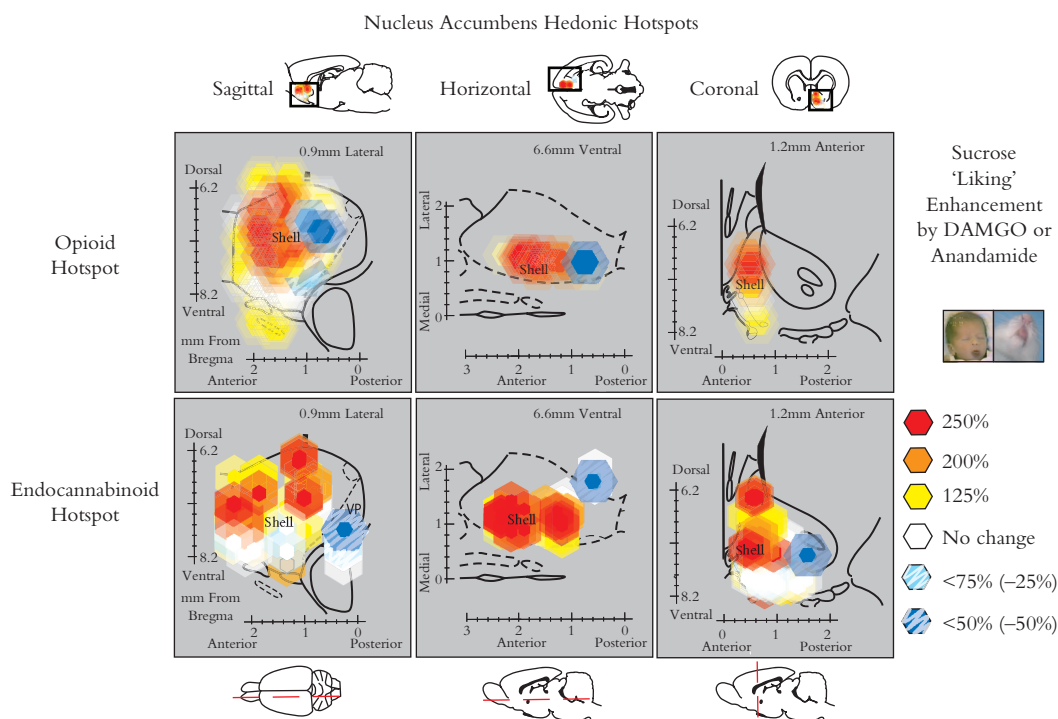 Nucleus Accumbens Hedonic Hotspots
Sagittal
Horizontal
Coronal
Opioid
Hotspot
0.9mm Lateral
Dorsal
6.2
Shell
8.2
Ventral
mm From
Bregma
2
1
0
Anterior
Posterior
6.6mm Ventral
Lateral
2
1
0
Medial
Shell
3
2
1
0
Anterior
Posterior
1.2mm Anterior
Dorsal
6.2
Shell
8.2
Ventral
0
1
2
Anterior
Posterior
Sucrose
‘Liking’
Enhancement
by DAMGO or
Anandamide
Endocannabinoid
Hotspot
0.9mm Lateral
Dorsal
6.2
Shell
VP
8.2
Ventral
mm From
Bregma
2
1
0
Anterior
Posterior
6.6mm Ventral
Lateral
2
1
0
Medial
Shell
3
2
1
0
Anterior
Posterior
1.2mm Anterior
Dorsal
6.2
Shell
8.2
Ventral
0
1
2
Anterior
Posterior
250%
200%
125%
No change
<75% (–25%)
<50% (–50%)